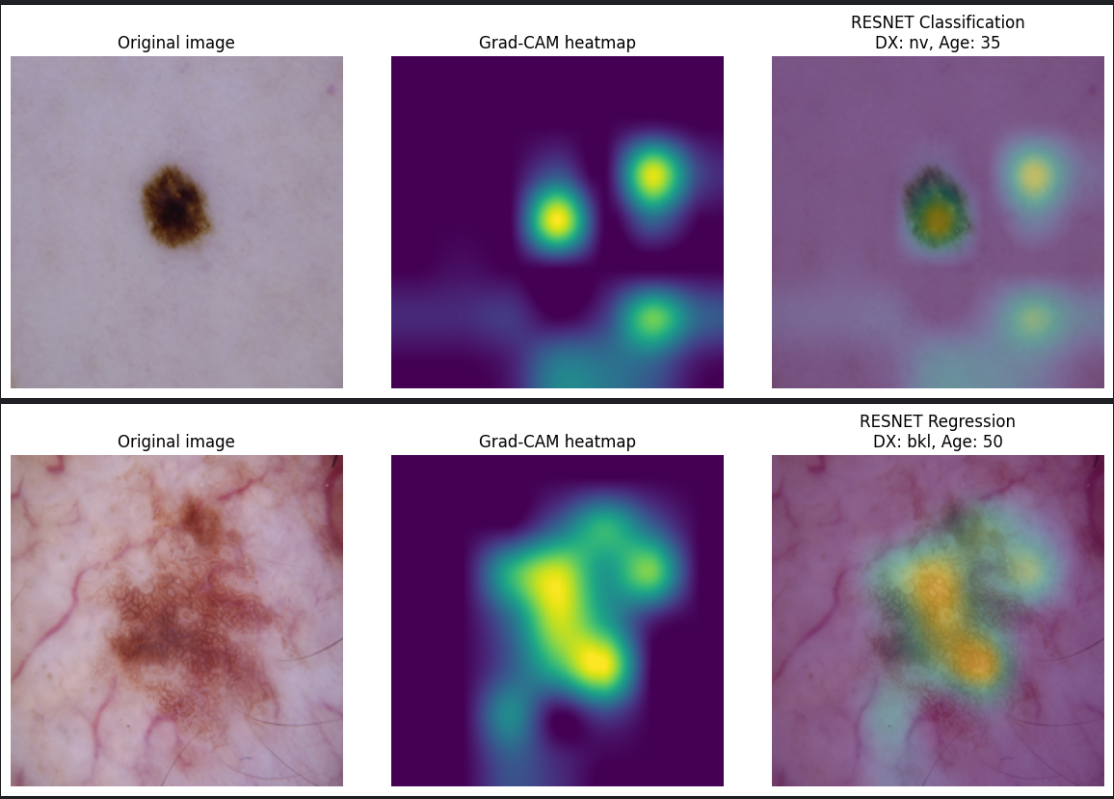 Original image
Grad-CAM heatmap
RESNET Classification
DX: nv, Age: 35
Original image
Grad-CAM heatmap
RESNET Regression
DX: bkl, Age: 50